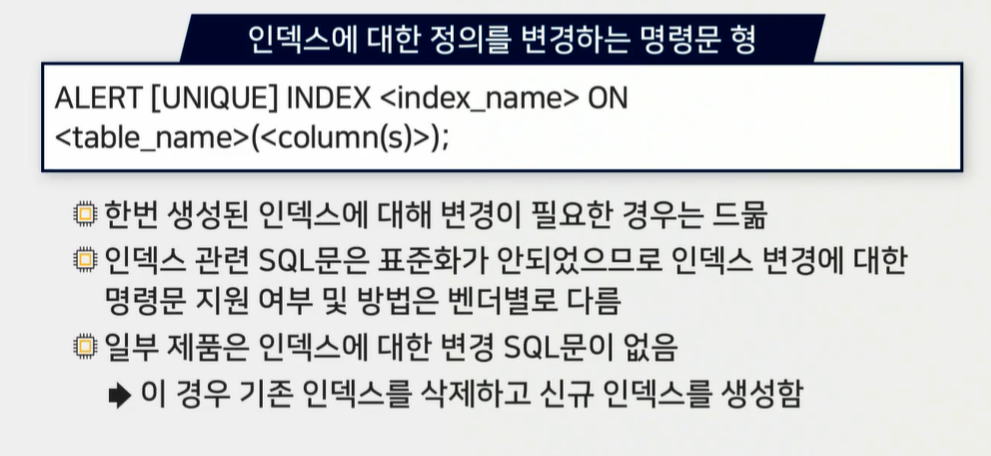 인덱스에 대한 정의를 변경하는 명령문 형
ALERT [UNIQUE] INDEX <index_name> ON
<table_name>(<column(s)>);
한번 생성된 인덱스에 대해 변경이 필요한 경우는 드묾
인덱스 관련 SQL문은 표준화가 안되었으므로 인덱스 변경에 대한
명령문 지원 여부 및 방법은 벤더별로 다름
일부 제품은 인덱스에 대한 변경 SQL문이 없음
➡ 이 경우 기존 인덱스를 삭제하고 신규 인덱스를 생성함